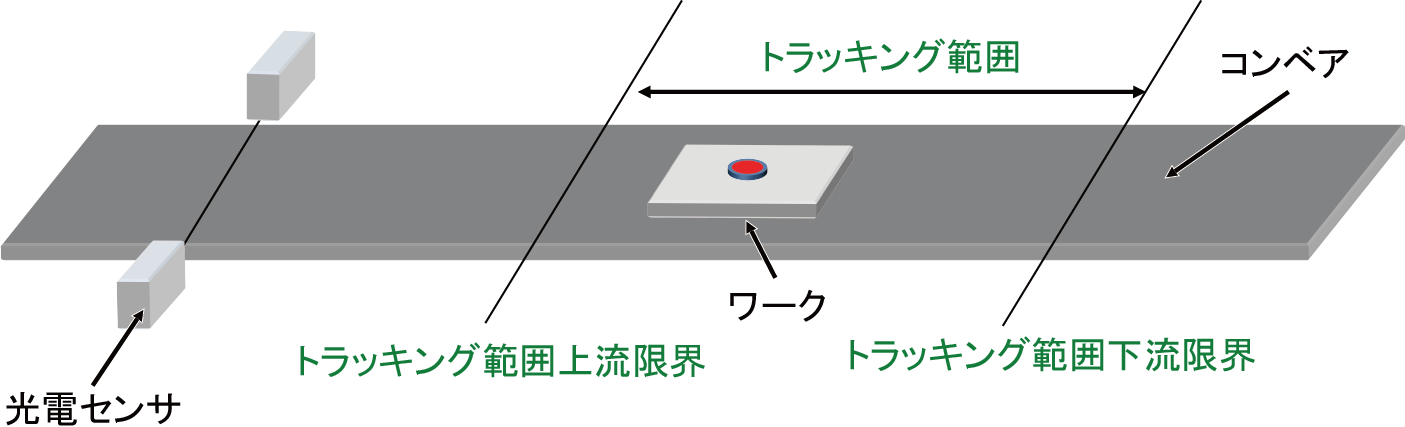 トラッキング範囲
コンベア
ワーク
トラッキング範囲上流限界
トラッキング範囲下流限界
光電センサ